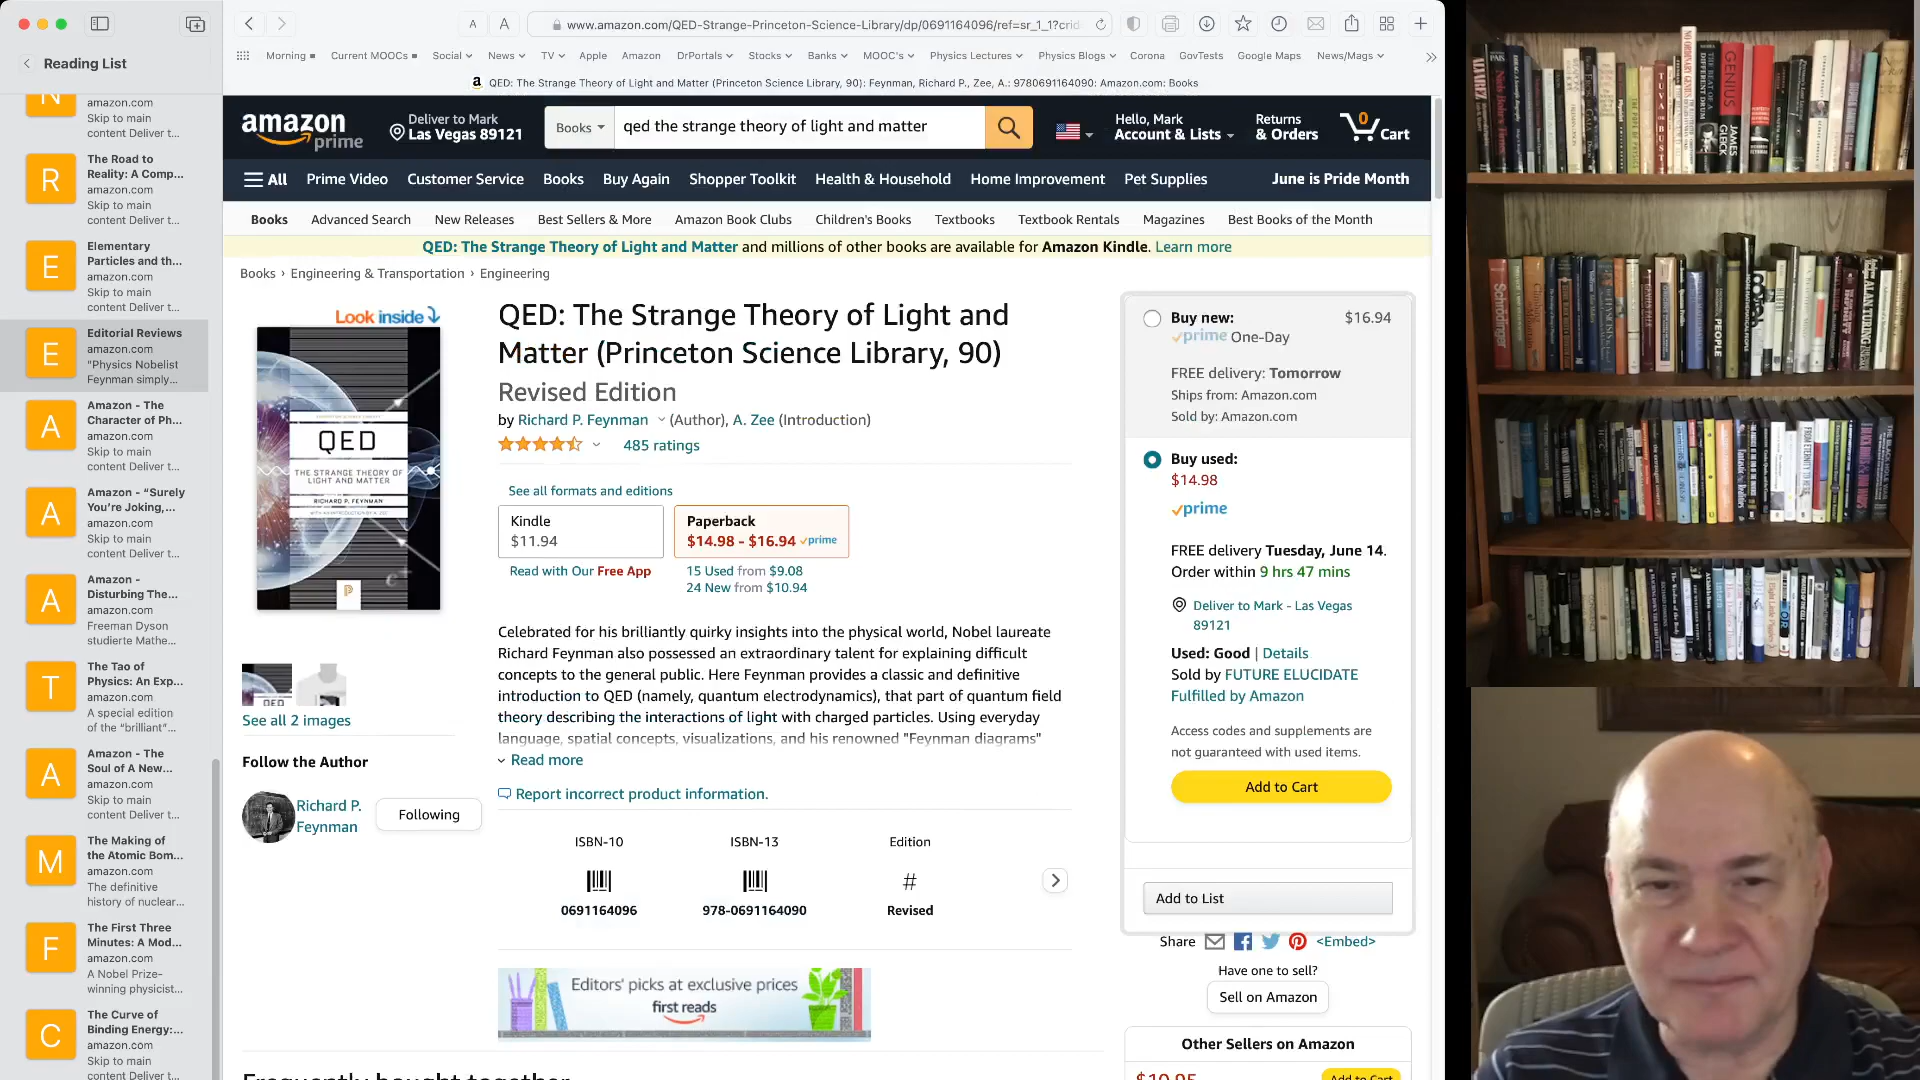 Reading List
N
amazon.com
Skip to main
content Deliver t...
R
The Road to
Reality: A Comp...
amazon.com
Skip to main
content Deliver t...
E
Elementary
Particles and th...
amazon.com
Skip to main
content Deliver t...
E
Editorial Reviews
amazon.com
"Physics Nobelist
Feynman simply...
A
Amazon - The
Character of Ph...
amazon.com
Skip to main
content Deliver t...
A
Amazon - “Surely
You’re Joking,...
amazon.com
Skip to main
content Deliver t...
A
Amazon -
Disturbing The...
amazon.com
Freeman Dyson
studierte Mathe...
T
The Tao of
Physics: An Exp...
amazon.com
A special edition
of the “brilliant”...
A
Amazon - The
Soul of A New...
amazon.com
Skip to main
content Deliver t...
M
The Making of
the Atomic Bom...
amazon.com
The definitive
history of nuclear...
F
The First Three
Minutes: A Mod...
amazon.com
A Nobel Prize-
winning physicist...
C
The Curve of
Binding Energy:...
amazon.com
Skip to main
content Deliver t...
A A www.amazon.com/QED-Strange-Princeton-Science-Library/dp/0691164096/ref=sr_1_1?crid
Morning Current MOOCs Social News TV Apple Amazon DrPortals Stocks Banks MOOC's Physics Lectures Physics Blogs Corona GovTests Google Maps News/Mags
a QED: The Strange Theory of Light and Matter (Princeton Science Library, 90): Feynman, Richard P., Zee, A.: 9780691164090: Amazon.com: Books
amazon prime
Deliver to Mark
Las Vegas 89121
Books qed the strange theory of light and matter
Hello, Mark
Account & Lists
Returns
& Orders
0
Cart
All Prime Video Customer Service Books Buy Again Shopper Toolkit Health & Household Home Improvement Pet Supplies June is Pride Month
Books Advanced Search New Releases Best Sellers & More Amazon Book Clubs Children's Books Textbooks Textbook Rentals Magazines Best Books of the Month
QED: The Strange Theory of Light and Matter and millions of other books are available for Amazon Kindle. Learn more
Books › Engineering & Transportation › Engineering
Look inside
QED
THE STRANGE THEORY OF
LIGHT AND MATTER
RICHARD P. FEYNMAN
See all 2 images
Follow the Author
Richard P.
Feynman
Following
QED: The Strange Theory of Light and
Matter (Princeton Science Library, 90)
Revised Edition
by Richard P. Feynman (Author), A. Zee (Introduction)
485 ratings
See all formats and editions
Kindle
$11.94
Paperback
$14.98 - $16.94 prime
Read with Our Free App
15 Used from $9.08
24 New from $10.94
Celebrated for his brilliantly quirky insights into the physical world, Nobel laureate
Richard Feynman also possessed an extraordinary talent for explaining difficult
concepts to the general public. Here Feynman provides a classic and definitive
introduction to QED (namely, quantum electrodynamics), that part of quantum field
theory describing the interactions of light with charged particles. Using everyday
language, spatial concepts, visualizations, and his renowned "Feynman diagrams"
Read more
Report incorrect product information.
ISBN-10 ISBN-13 Edition
#
0691164096 978-0691164090 Revised
Editors' picks at exclusive prices
first reads
Frequently bought together
Buy new: $16.94
prime One-Day
FREE delivery: Tomorrow
Ships from: Amazon.com
Sold by: Amazon.com
Buy used:
$14.98
prime
FREE delivery Tuesday, June 14.
Order within 9 hrs 47 mins
Deliver to Mark - Las Vegas
89121
Used: Good | Details
Sold by FUTURE ELUCIDATE
Fulfilled by Amazon
Access codes and supplements are
not guaranteed with used items.
Add to Cart
Add to List
Share <Embed>
Have one to sell?
Sell on Amazon
Other Sellers on Amazon
$10.95
Add to Cart
TUVA OR BUST!
THE BEAT OF A DIFFERENT DRUM
GENIUS
JAMES GLEICK
Schrödinger
PEOPLE
ALAN TURING